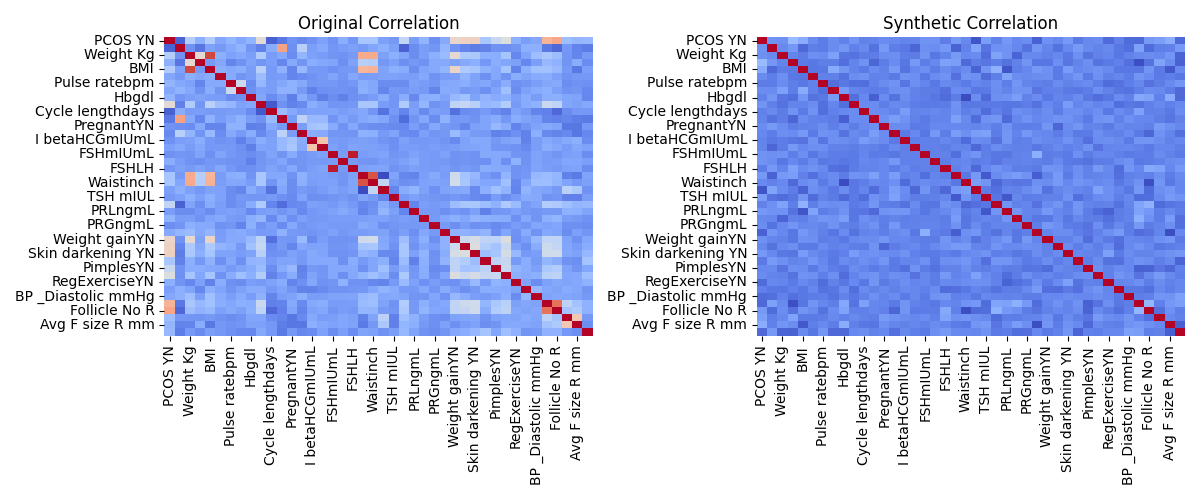 Original Correlation
PCOS YN
Weight Kg
BMI
Pulse ratebpm
Hbgdl
Cycle lengthdays
PregnantYN
I betaHCGmIUmL
FSHmIUmL
FSHLH
Waistinch
TSH mIUL
PRLngmL
PRGngmL
Weight gainYN
Skin darkening YN
PimplesYN
RegExerciseYN
BP _Diastolic mmHg
Follicle No R
Avg F size R mm
PCOS YN
Weight Kg
BMI
Pulse ratebpm
Hbgdl
Cycle lengthdays
PregnantYN
I betaHCGmIUmL
FSHmIUmL
FSHLH
Waistinch
TSH mIUL
PRLngmL
PRGngmL
Weight gainYN
Skin darkening YN
PimplesYN
RegExerciseYN
BP _Diastolic mmHg
Follicle No R
Avg F size R mm
Synthetic Correlation
PCOS YN
Weight Kg
BMI
Pulse ratebpm
Hbgdl
Cycle lengthdays
PregnantYN
I betaHCGmIUmL
FSHmIUmL
FSHLH
Waistinch
TSH mIUL
PRLngmL
PRGngmL
Weight gainYN
Skin darkening YN
PimplesYN
RegExerciseYN
BP _Diastolic mmHg
Follicle No R
Avg F size R mm
PCOS YN
Weight Kg
BMI
Pulse ratebpm
Hbgdl
Cycle lengthdays
PregnantYN
I betaHCGmIUmL
FSHmIUmL
FSHLH
Waistinch
TSH mIUL
PRLngmL
PRGngmL
Weight gainYN
Skin darkening YN
PimplesYN
RegExerciseYN
BP _Diastolic mmHg
Follicle No R
Avg F size R mm